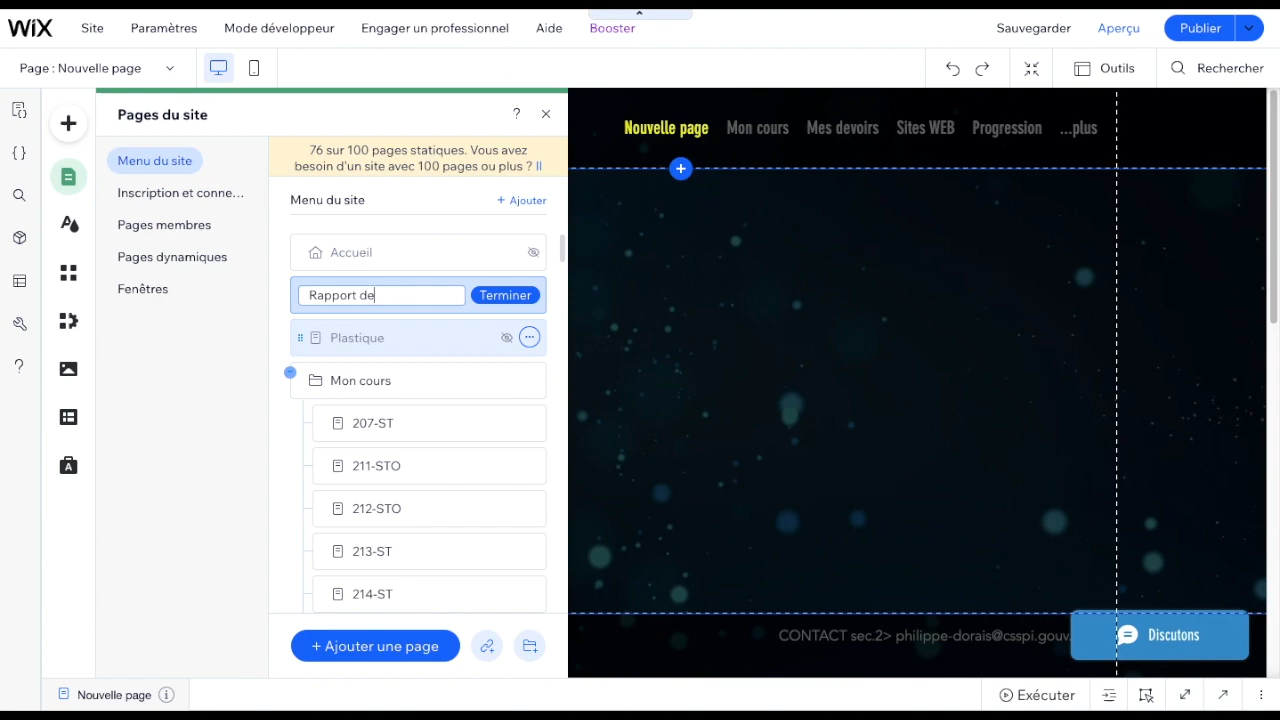 WiX
Site
Paramètres
Mode développeur
Engager un professionnel
Aide
Booster
Sauvegarder
Aperçu
Publier
Page : Nouvelle page
Outils
Rechercher
Pages du site
?
Menu du site
Inscription et conne...
Pages membres
Pages dynamiques
Fenêtres
76 sur 100 pages statiques. Vous avez
besoin d'un site avec 100 pages ou plus ? Il
Menu du site
+ Ajouter
Accueil
Rapport de
Terminer
Plastique
Mon cours
207-ST
211-STO
212-STO
213-ST
214-ST
+ Ajouter une page
Nouvelle page
Mon cours
Mes devoirs
Sites WEB
Progression
...plus
CONTACT sec.2> philippe-dorais@csspi.gouv.
Discutons
Nouvelle page
Exécuter